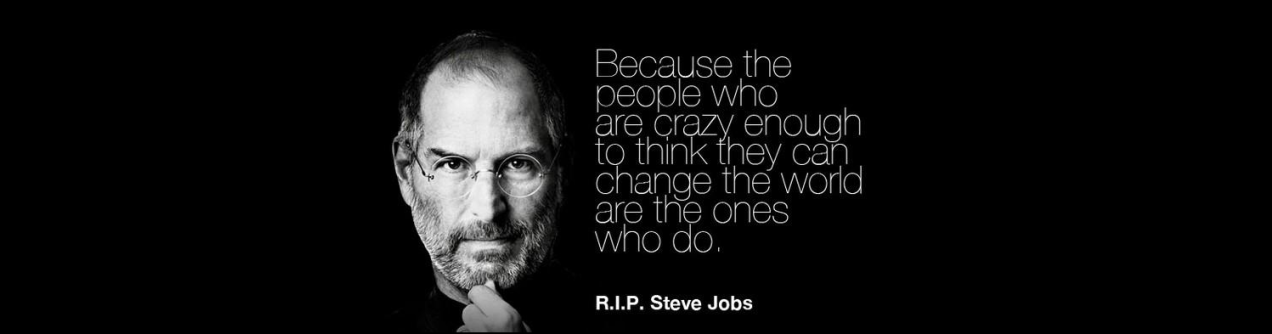 Because the
people who
are crazy enough
to think they can
change the world
are the ones
who do.
R.I.P. Steve Jobs